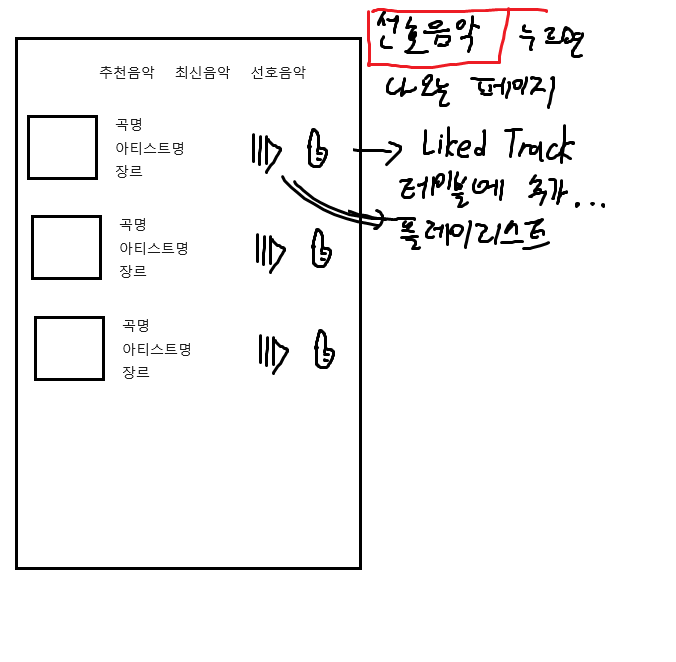 추천음악 최신음악 선호음악
곡명
아티스트명
장르
곡명
아티스트명
장르
곡명
아티스트명
장르
선호음악 누르면
나오는 페이지
Liked Track
테이블에 추가...
플레이리스트